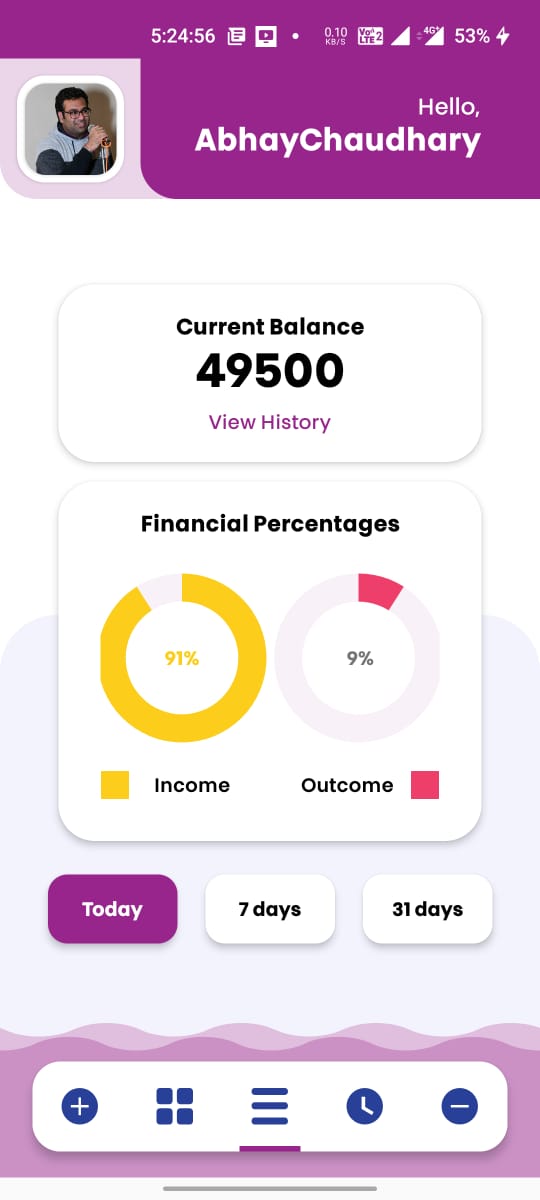 5:24:56 0.10 KB/S Vo LTE 2 4G+ 53%
Hello,
AbhayChaudhary
Current Balance
49500
View History
Financial Percentages
91% 9%
Income Outcome
Today 7 days 31 days